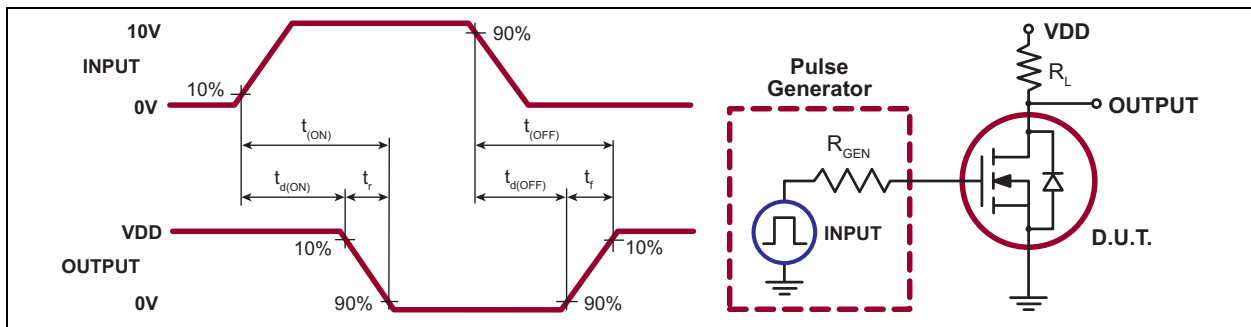 10V
INPUT
10%
0V
90%
t(ON)
t(OFF)
td(ON)
tr
td(OFF)
tf
VDD
10%
10%
OUTPUT
0V
90%
90%
Pulse
Generator
RGEN
INPUT
VDD
RL
OUTPUT
D.U.T.